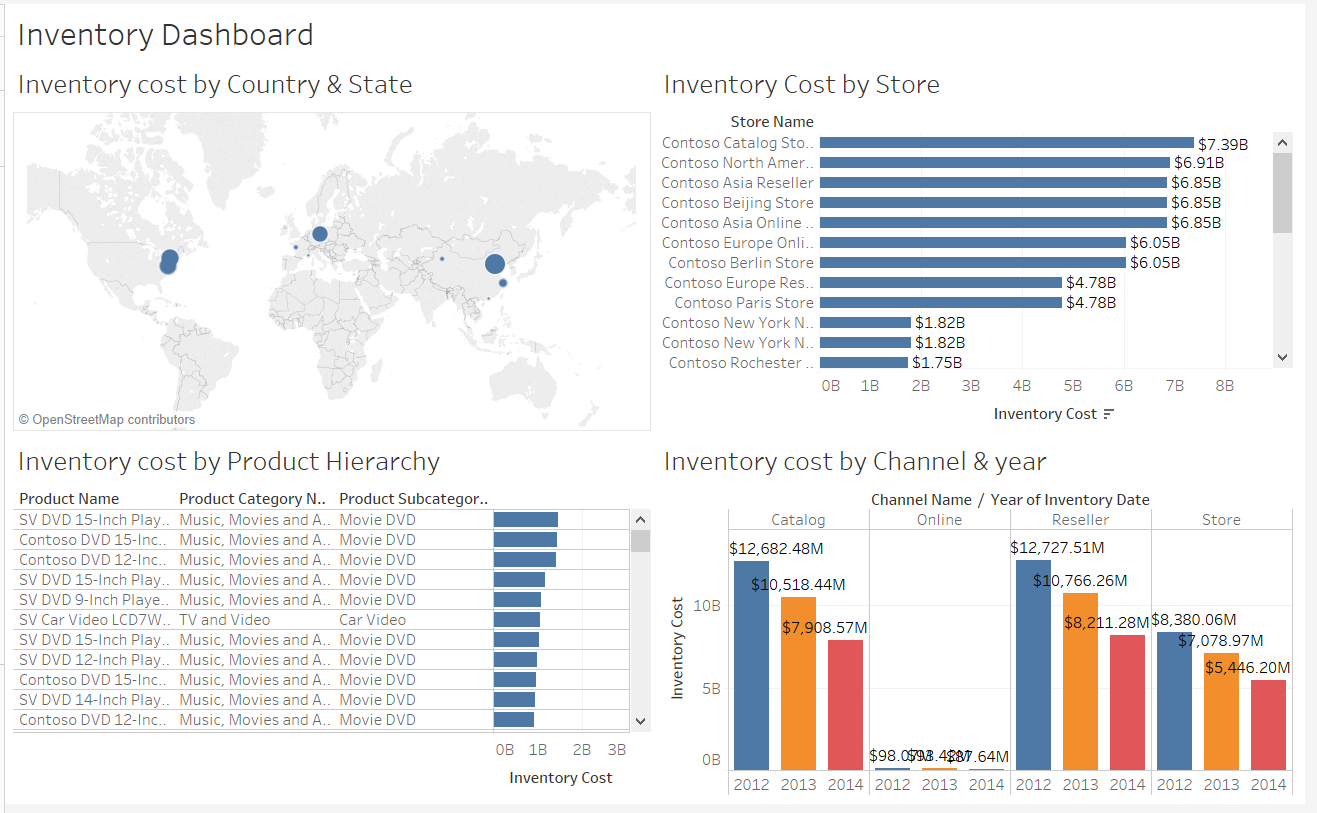 Inventory Dashboard
Inventory cost by Country & State
© OpenStreetMap contributors
Inventory Cost by Store
Store Name
Contoso Catalog Sto.. $7.39B
Contoso North Amer.. $6.91B
Contoso Asia Reseller $6.85B
Contoso Beijing Store $6.85B
Contoso Asia Online .. $6.85B
Contoso Europe Onli.. $6.05B
Contoso Berlin Store $6.05B
Contoso Europe Res.. $4.78B
Contoso Paris Store $4.78B
Contoso New York N.. $1.82B
Contoso New York N.. $1.82B
Contoso Rochester .. $1.75B
0B 1B 2B 3B 4B 5B 6B 7B 8B
Inventory Cost
Inventory cost by Product Hierarchy
Product Name Product Category N.. Product Subcategor..
SV DVD 15-Inch Play.. Music, Movies and A.. Movie DVD
Contoso DVD 15-Inc.. Music, Movies and A.. Movie DVD
Contoso DVD 12-Inc.. Music, Movies and A.. Movie DVD
SV DVD 15-Inch Play.. Music, Movies and A.. Movie DVD
SV DVD 9-Inch Playe.. Music, Movies and A.. Movie DVD
SV Car Video LCD7W.. TV and Video Car Video
SV DVD 15-Inch Play.. Music, Movies and A.. Movie DVD
SV DVD 12-Inch Play.. Music, Movies and A.. Movie DVD
Contoso DVD 15-Inc.. Music, Movies and A.. Movie DVD
SV DVD 14-Inch Play.. Music, Movies and A.. Movie DVD
Contoso DVD 12-Inc.. Music, Movies and A.. Movie DVD
0B 1B 2B 3B
Inventory Cost
Inventory cost by Channel & year
Channel Name / Year of Inventory Date
Catalog Online Reseller Store
$12,682.48M $12,727.51M
$10,518.44M $10,766.26M
$7,908.57M $8,211.28M $8,380.06M
$7,078.97M
$5,446.20M
10B
5B
0B
Inventory Cost
2012 2013 2014 2012 2013 2014 2012 2013 2014 2012 2013 2014